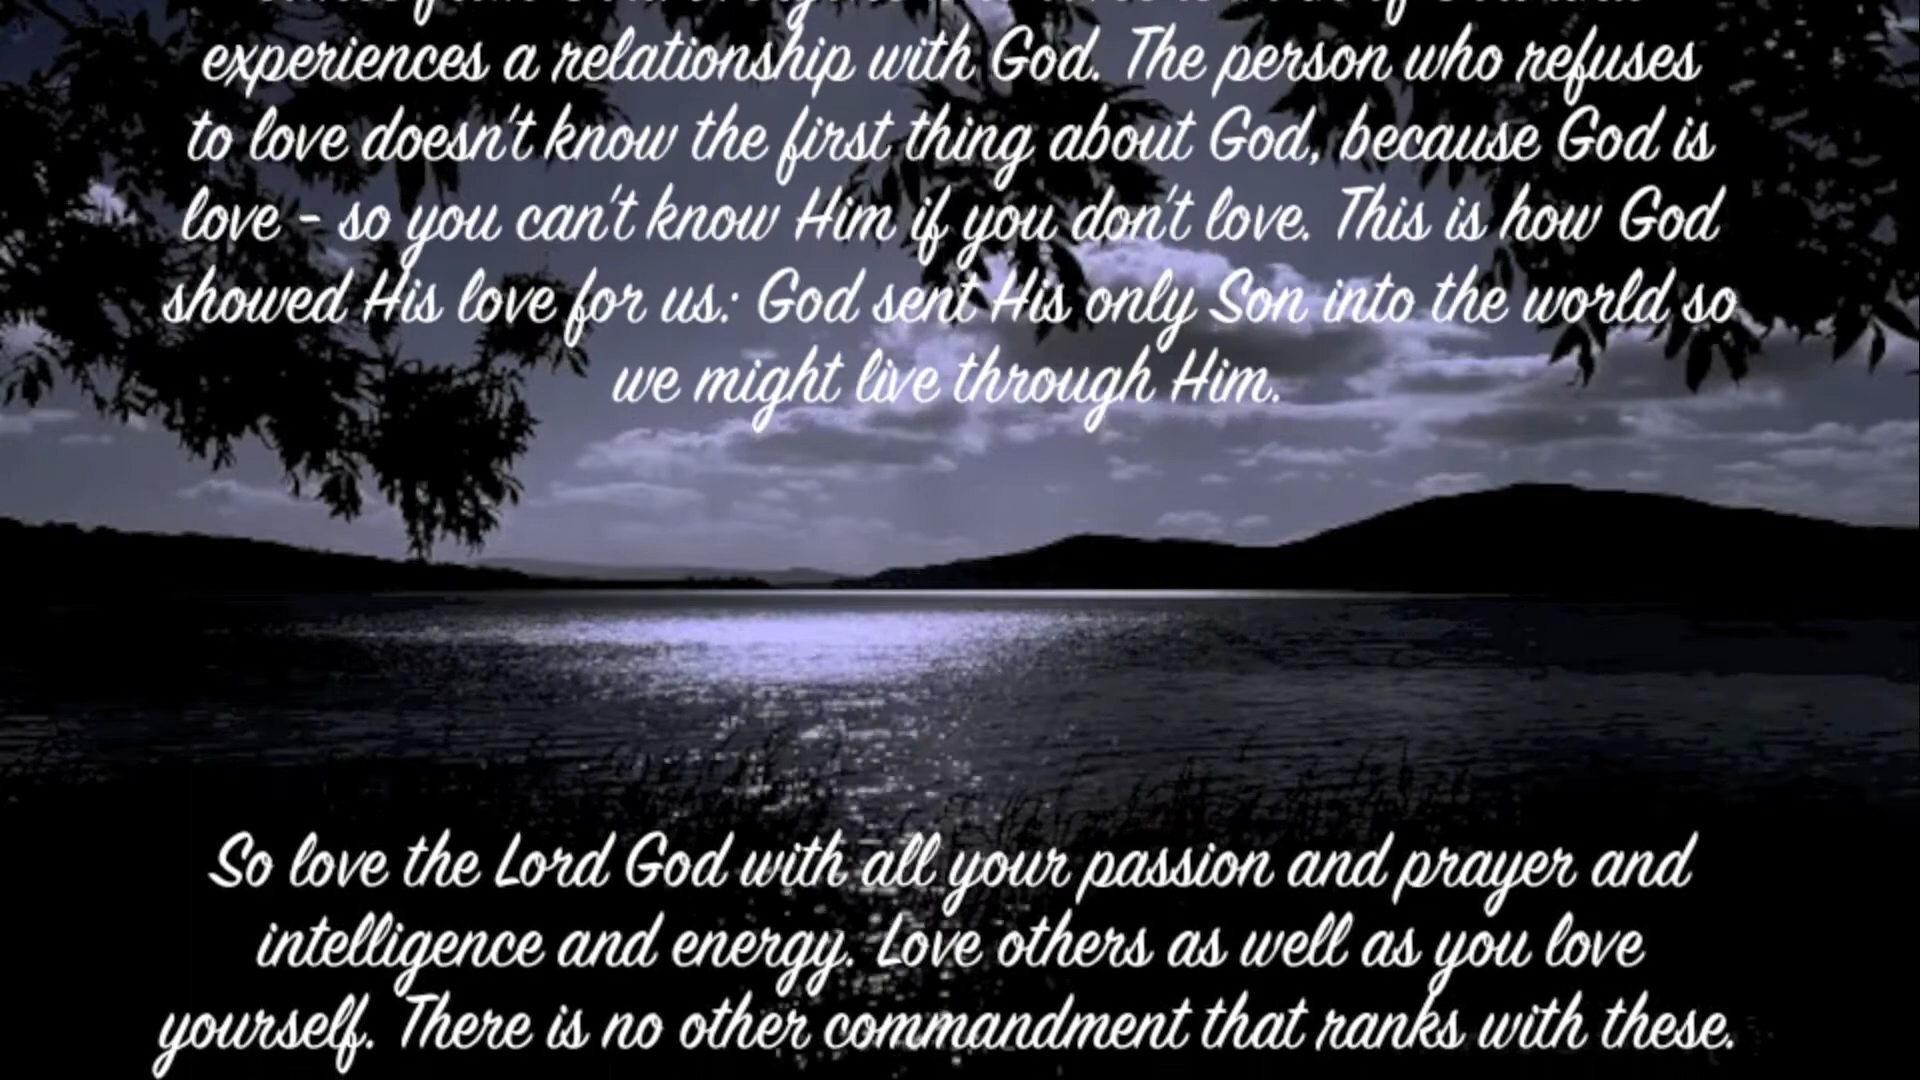 experiences a relationship with God. The person who refuses
to love doesn't know the first thing about God, because God is
love - so you can't know Him if you don't love. This is how God
showed His love for us: God sent His only Son into the world so
we might live through Him.
So love the Lord God with all your passion and prayer and
intelligence and energy. Love others as well as you love
yourself. There is no other commandment that ranks with these.